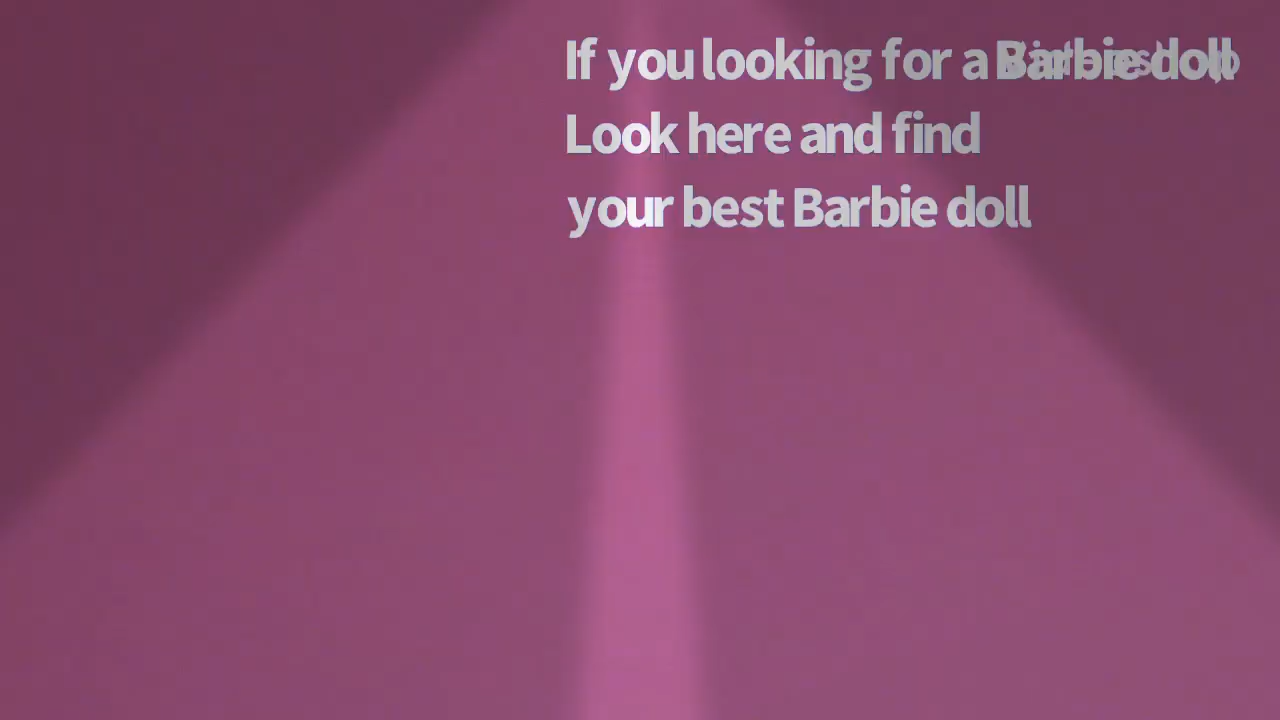 If you looking for a Barbie doll
Look here and find
your best Barbie doll